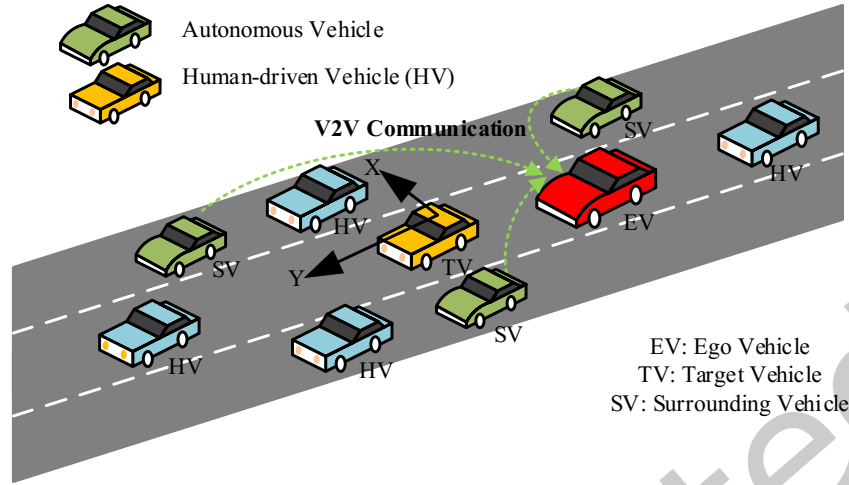 Autonomous Vehicle
Human-driven Vehicle (HV)
V2V Communication
SV
HV
X
HV
EV
SV
Y
TV
SV
HV
HV
EV: Ego Vehicle
TV: Target Vehicle
SV: Surrounding Vehicle